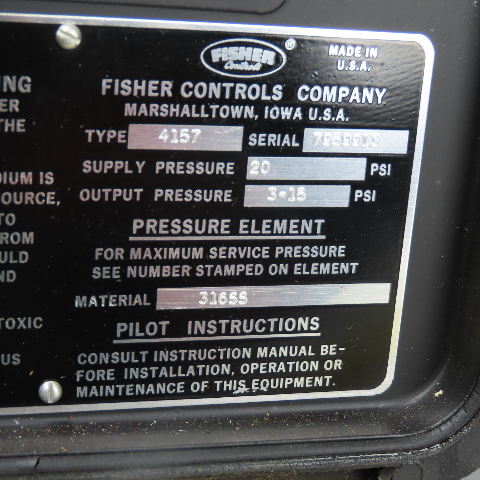 FISHER
Controls
®
MADE IN
U.S.A.
FISHER CONTROLS COMPANY
MARSHALLTOWN, IOWA U.S.A.
TYPE 4157 SERIAL
SUPPLY PRESSURE 20 PSI
OUTPUT PRESSURE 3-15 PSI
PRESSURE ELEMENT
FOR MAXIMUM SERVICE PRESSURE
SEE NUMBER STAMPED ON ELEMENT
MATERIAL 316SS
PILOT INSTRUCTIONS
CONSULT INSTRUCTION MANUAL BE-
FORE INSTALLATION, OPERATION OR
MAINTENANCE OF THIS EQUIPMENT.
ING
ER
THE
DIUM IS
OURCE,
TO
ROM
ULD
ND
TOXIC
US